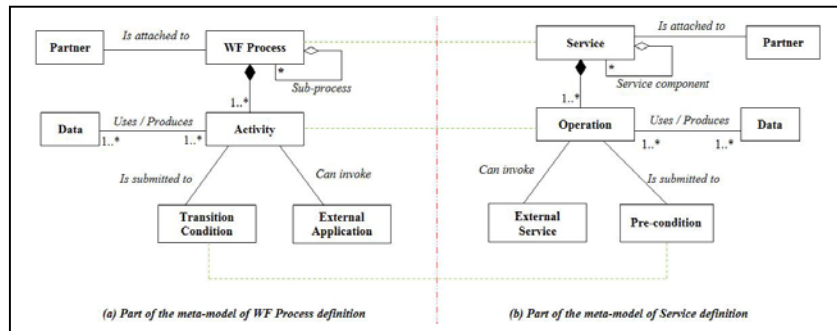 Partner
Is attached to
WF Process
*
Sub-process
1..*
Data
Uses / Produces
1..*
1..*
Activity
Is submitted to
Can invoke
Transition
Condition
External
Application
(a) Part of the meta-model of WF Process definition
Service
Is attached to
Partner
*
Service component
1..*
Operation
Uses / Produces
1..*
1..*
Data
Can invoke
Is submitted to
External
Service
Pre-condition
(b) Part of the meta-model of Service definition